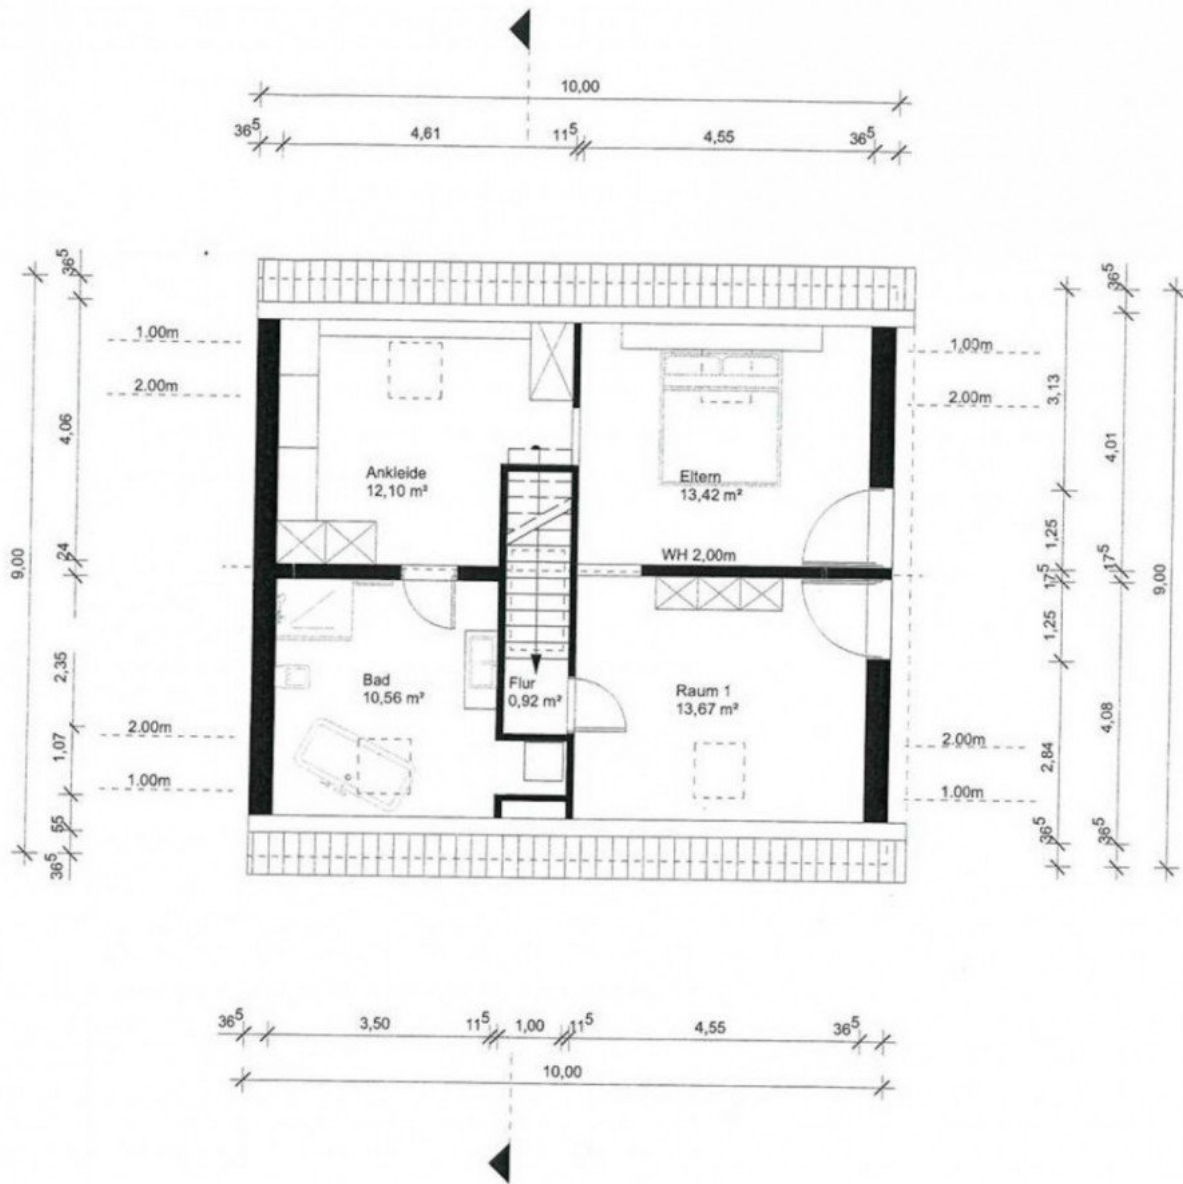 10,00
36⁵ 4,61 11⁵ 4,55 36⁵
36⁵
4,06
24
2,35
1,07
55
36⁵
9,00
1.00m
2.00m
2.00m
1.00m
Ankleide
12,10 m²
Eltern
13,42 m²
WH 2,00m
Bad
10,56 m²
Flur
0,92 m²
Raum 1
13,67 m²
1,00m
2.00m
2.00m
1.00m
3,13
1,25
17⁵
1,25
2,84
36⁵
36⁵
4,01
17⁵
4,08
36⁵
9,00
36⁵ 3,50 11⁵ 1,00 11⁵ 4,55 36⁵
10,00